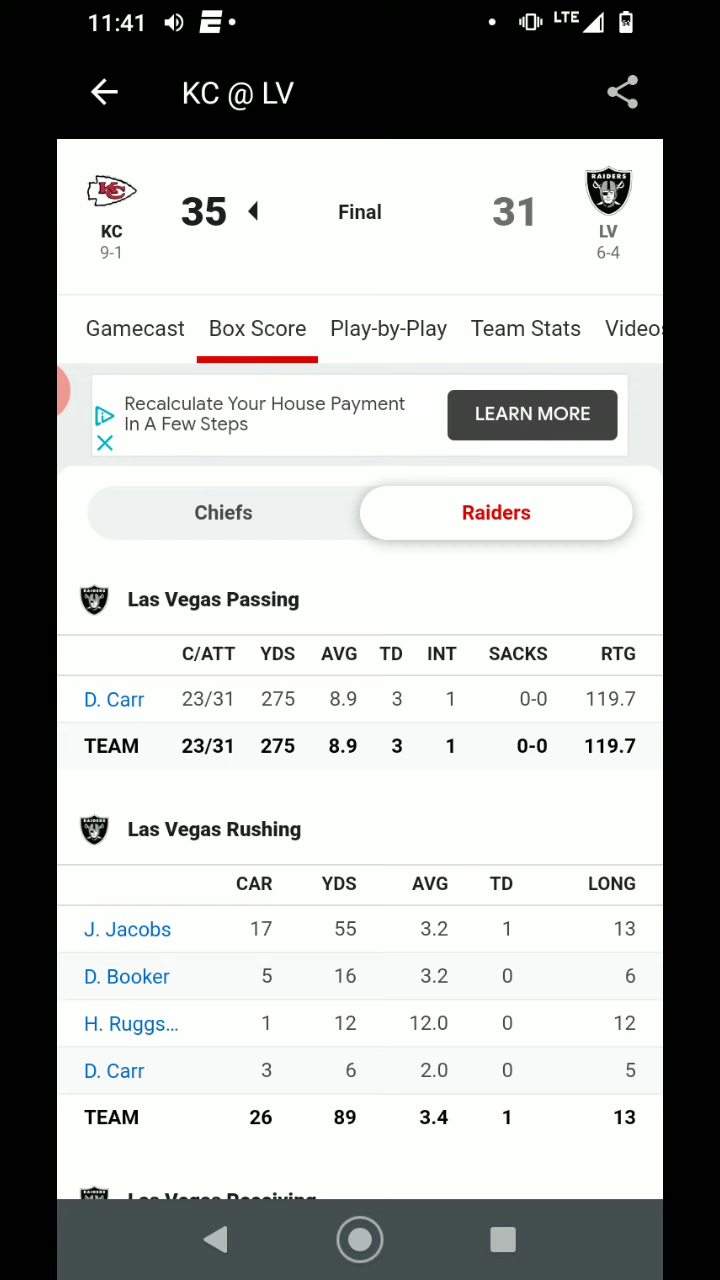 11:41
LTE
KC @ LV
KC
9-1
35
Final
31
RAIDERS
LV
6-4
Gamecast Box Score Play-by-Play Team Stats Videos
Recalculate Your House Payment
In A Few Steps
LEARN MORE
Chiefs Raiders
Las Vegas Passing
C/ATT YDS AVG TD INT SACKS RTG
D. Carr 23/31 275 8.9 3 1 0-0 119.7
TEAM 23/31 275 8.9 3 1 0-0 119.7
Las Vegas Rushing
CAR YDS AVG TD LONG
J. Jacobs 17 55 3.2 1 13
D. Booker 5 16 3.2 0 6
H. Ruggs... 1 12 12.0 0 12
D. Carr 3 6 2.0 0 5
TEAM 26 89 3.4 1 13
Las Vegas Receiving